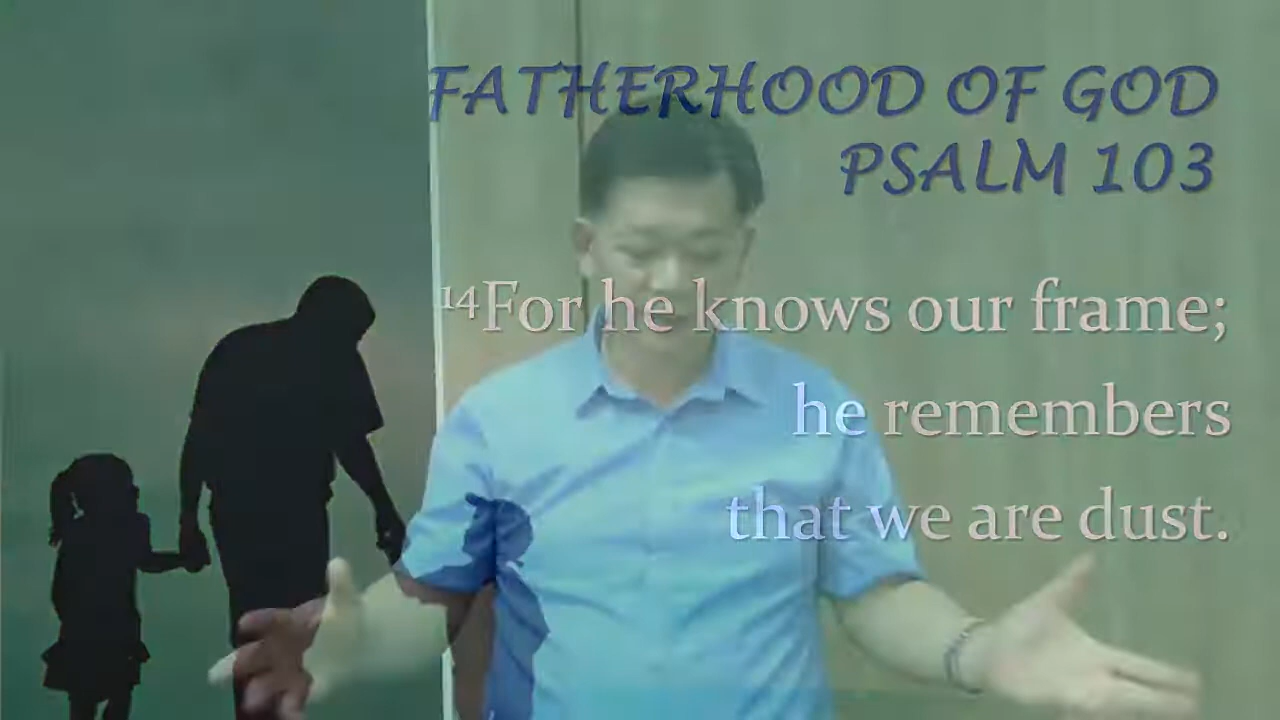 FATHERHOOD OF GOD
PSALM 103
¹⁴For he knows our frame;
he remembers
that we are dust.